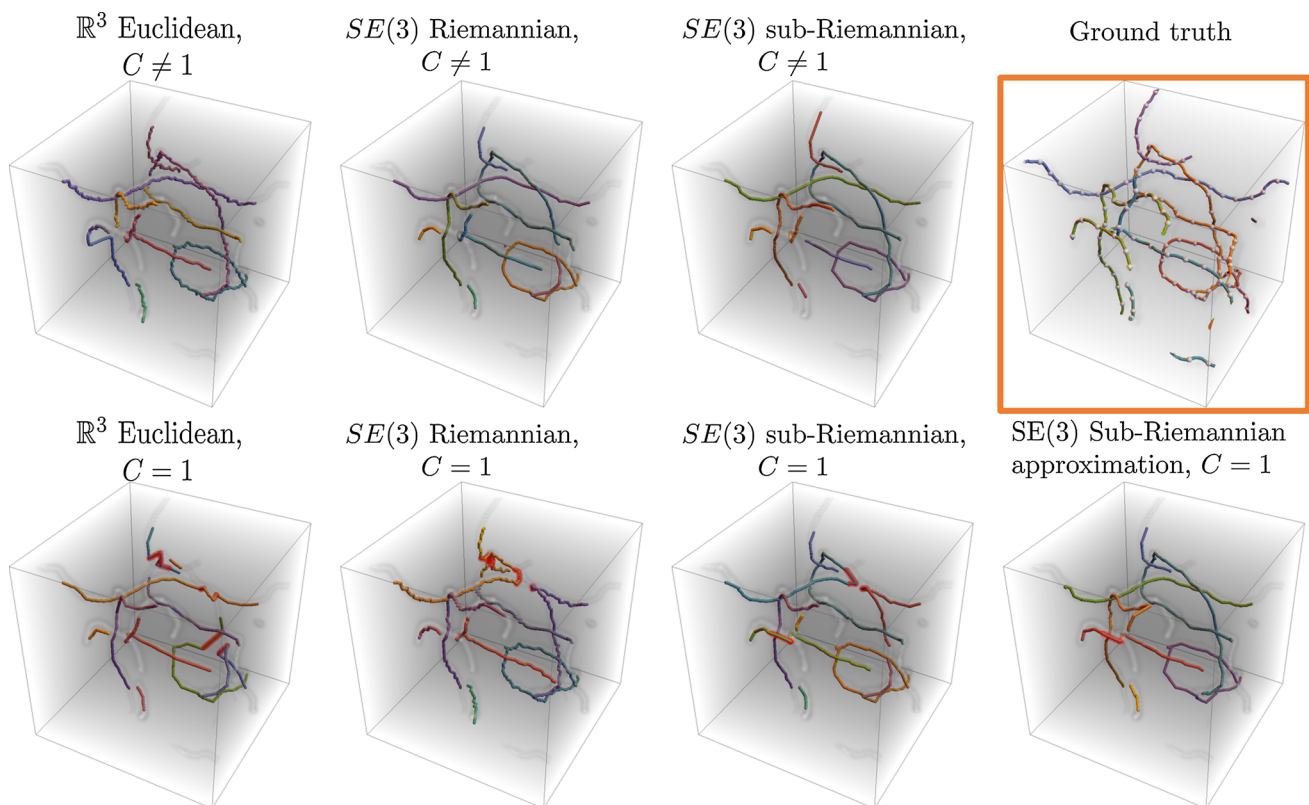 ℝ³ Euclidean,
C ≠ 1
SE(3) Riemannian,
C ≠ 1
SE(3) sub-Riemannian,
C ≠ 1
Ground truth
ℝ³ Euclidean,
C = 1
SE(3) Riemannian,
C = 1
SE(3) sub-Riemannian,
C = 1
SE(3) Sub-Riemannian
approximation, C = 1